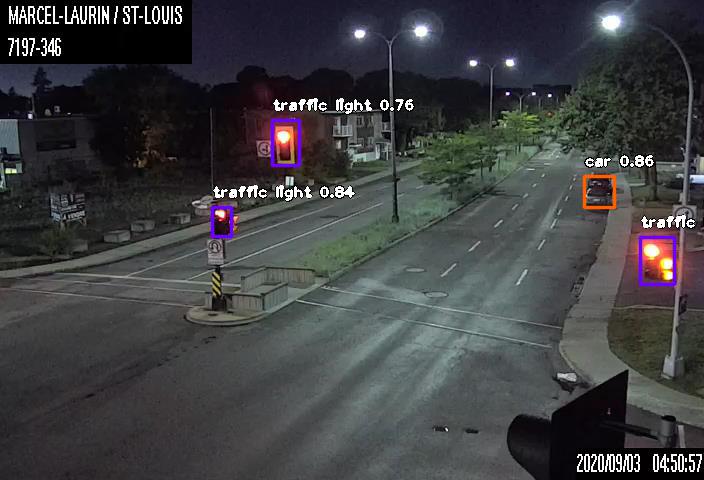 MARCEL-LAURIN / ST-LOUIS
7197-346
traffic light 0.76
car 0.86
traffic light 0.84
traffic
2020/09/03 04:50:57